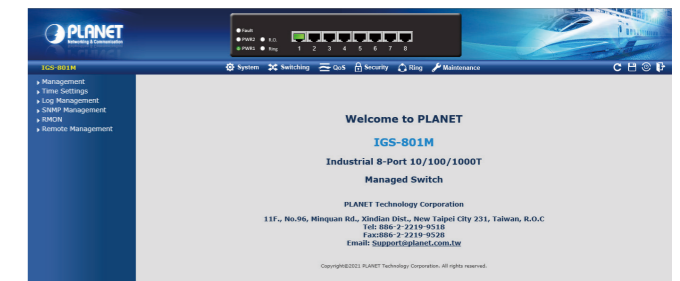 PLANET
Networking & Communication
Fault
PWR2 R.O.
PWR1 Ring 1 2 3 4 5 6 7 8
IGS-801M
System Switching QoS Security Ring Maintenance
Management
Time Settings
Log Management
SNMP Management
RMON
Remote Management
Welcome to PLANET
IGS-801M
Industrial 8-Port 10/100/1000T
Managed Switch
PLANET Technology Corporation
11F., No.96, Minquan Rd., Xindian Dist., New Taipei City 231, Taiwan, R.O.C
Tel: 886-2-2219-9518
Fax:886-2-2219-9528
Email: Support@planet.com.tw
Copyright©2021 PLANET Technology Corporation. All rights reserved.